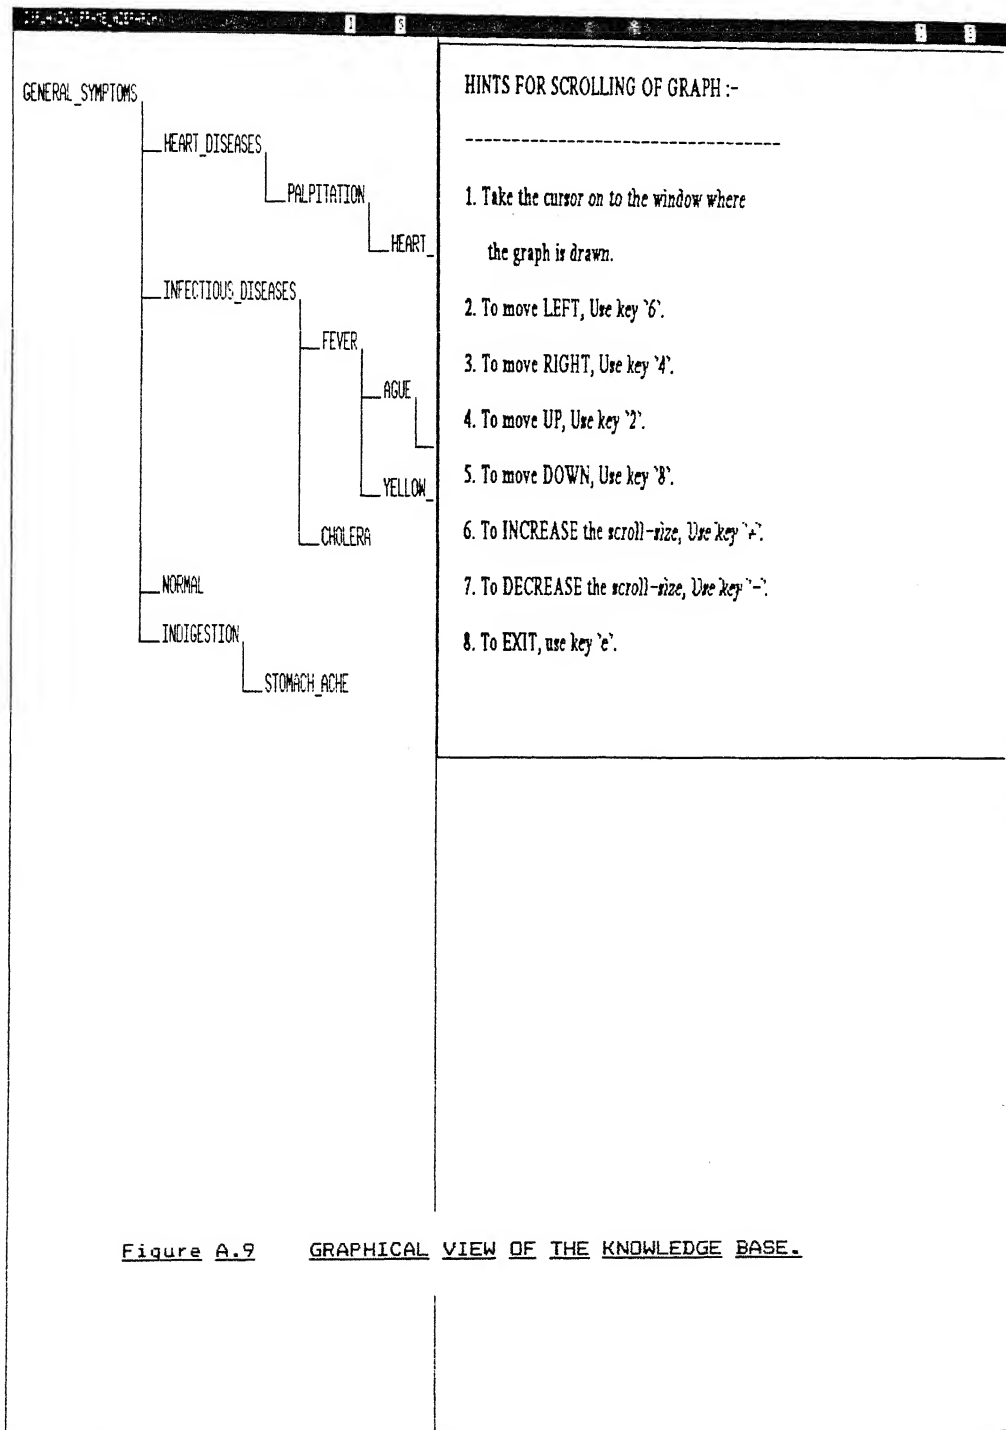 GENERAL_SYMPTOMS
HEART_DISEASES
PALPITATION
HEART_
INFECTIOUS_DISEASES
FEVER
AGUE
YELLOW_
CHOLERA
NORMAL
INDIGESTION
STOMACH_ACHE
HINTS FOR SCROLLING OF GRAPH :-
-----------------------------------
1. Take the cursor on to the window where
the graph is drawn.
2. To move LEFT, Use key `6`.
3. To move RIGHT, Use key `4`.
4. To move UP, Use key `2`.
5. To move DOWN, Use key `8`.
6. To INCREASE the scroll-size, Use key `+`.
7. To DECREASE the scroll-size, Use key `-`.
8. To EXIT, use key `e`.
Figure A.9 GRAPHICAL VIEW OF THE KNOWLEDGE BASE.